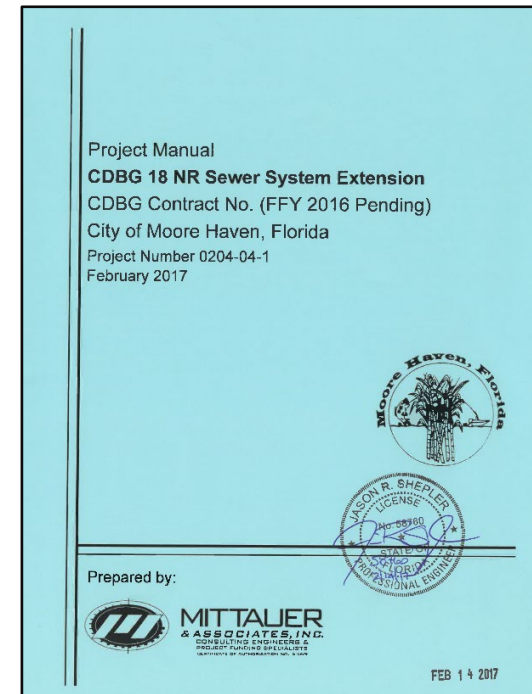 Project Manual
CDBG 18 NR Sewer System Extension
CDBG Contract No. (FFY 2016 Pending)
City of Moore Haven, Florida
Project Number 0204-04-1
February 2017
Moore Haven, Florida
JASON R. SHEPLER
LICENSE
No. 58760
STATE OF
FLORIDA
PROFESSIONAL ENGINEER
Prepared by:
MITTAUER
& ASSOCIATES, INC.
CONSULTING ENGINEERS &
PROJECT FUNDING SPECIALISTS
FEB 14 2017